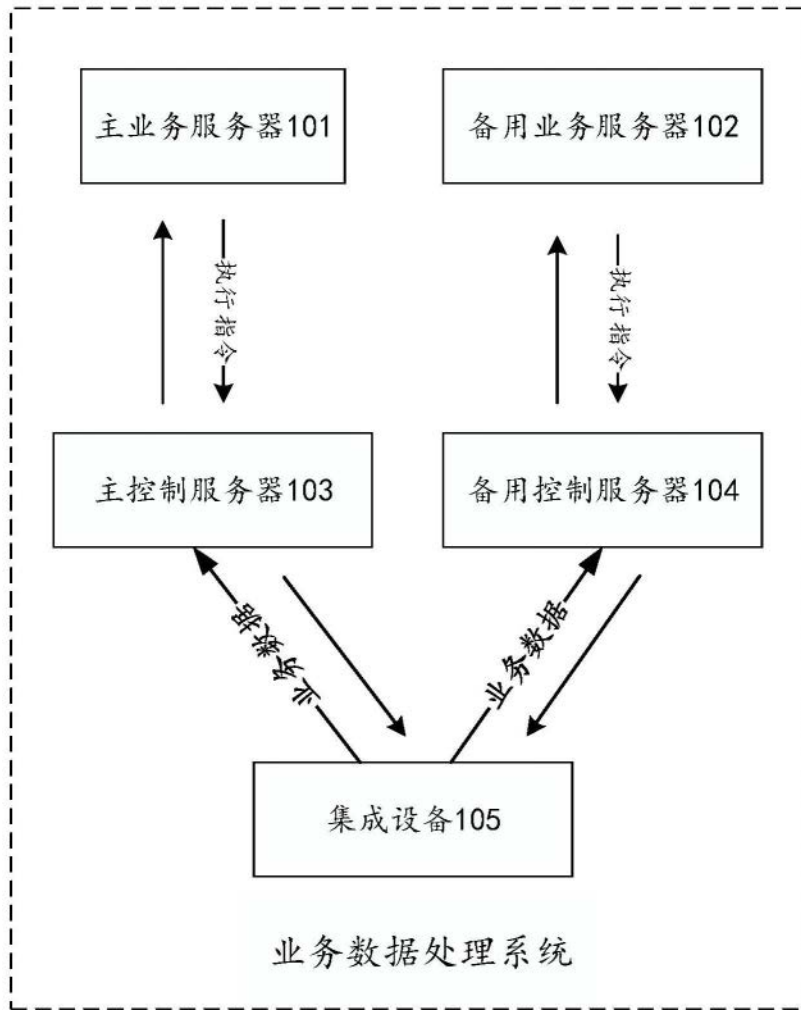 主业务服务器101
备用业务服务器102
执行指令
执行指令
主控制服务器103
备用控制服务器104
业务数据
业务数据
集成设备105
业务数据处理系统